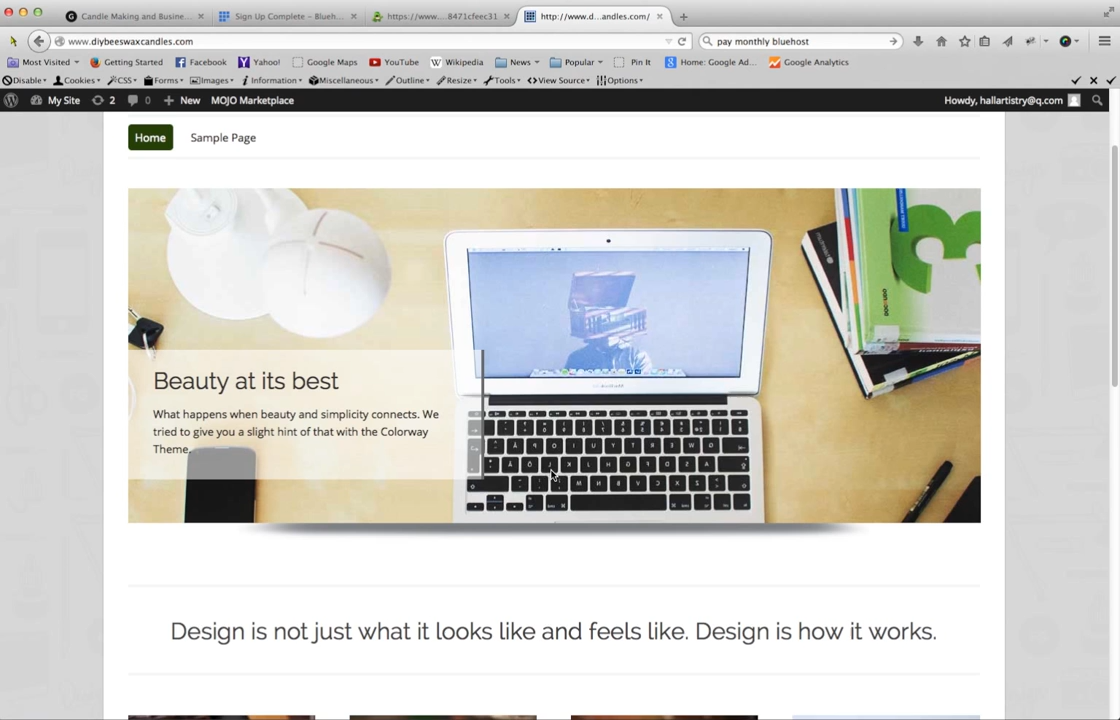 Candle Making and Busine...
Sign Up Complete – Blueh...
https://www....8471cfeec31
http://www.d...andles.com/
www.diybeeswaxcandles.com
pay monthly bluehost
Most Visited
Getting Started
Facebook
Yahoo!
Google Maps
YouTube
Wikipedia
News
Popular
Pin It
Home: Google Ad...
Google Analytics
Disable
Cookies
CSS
Forms
Images
Information
Miscellaneous
Outline
Resize
Tools
View Source
Options
My Site
2
0
New
MOJO Marketplace
Howdy, hallartistry@q.com
Home
Sample Page
Beauty at its best
What happens when beauty and simplicity connects. We
tried to give you a slight hint of that with the Colorway
Theme.
Design is not just what it looks like and feels like. Design is how it works.